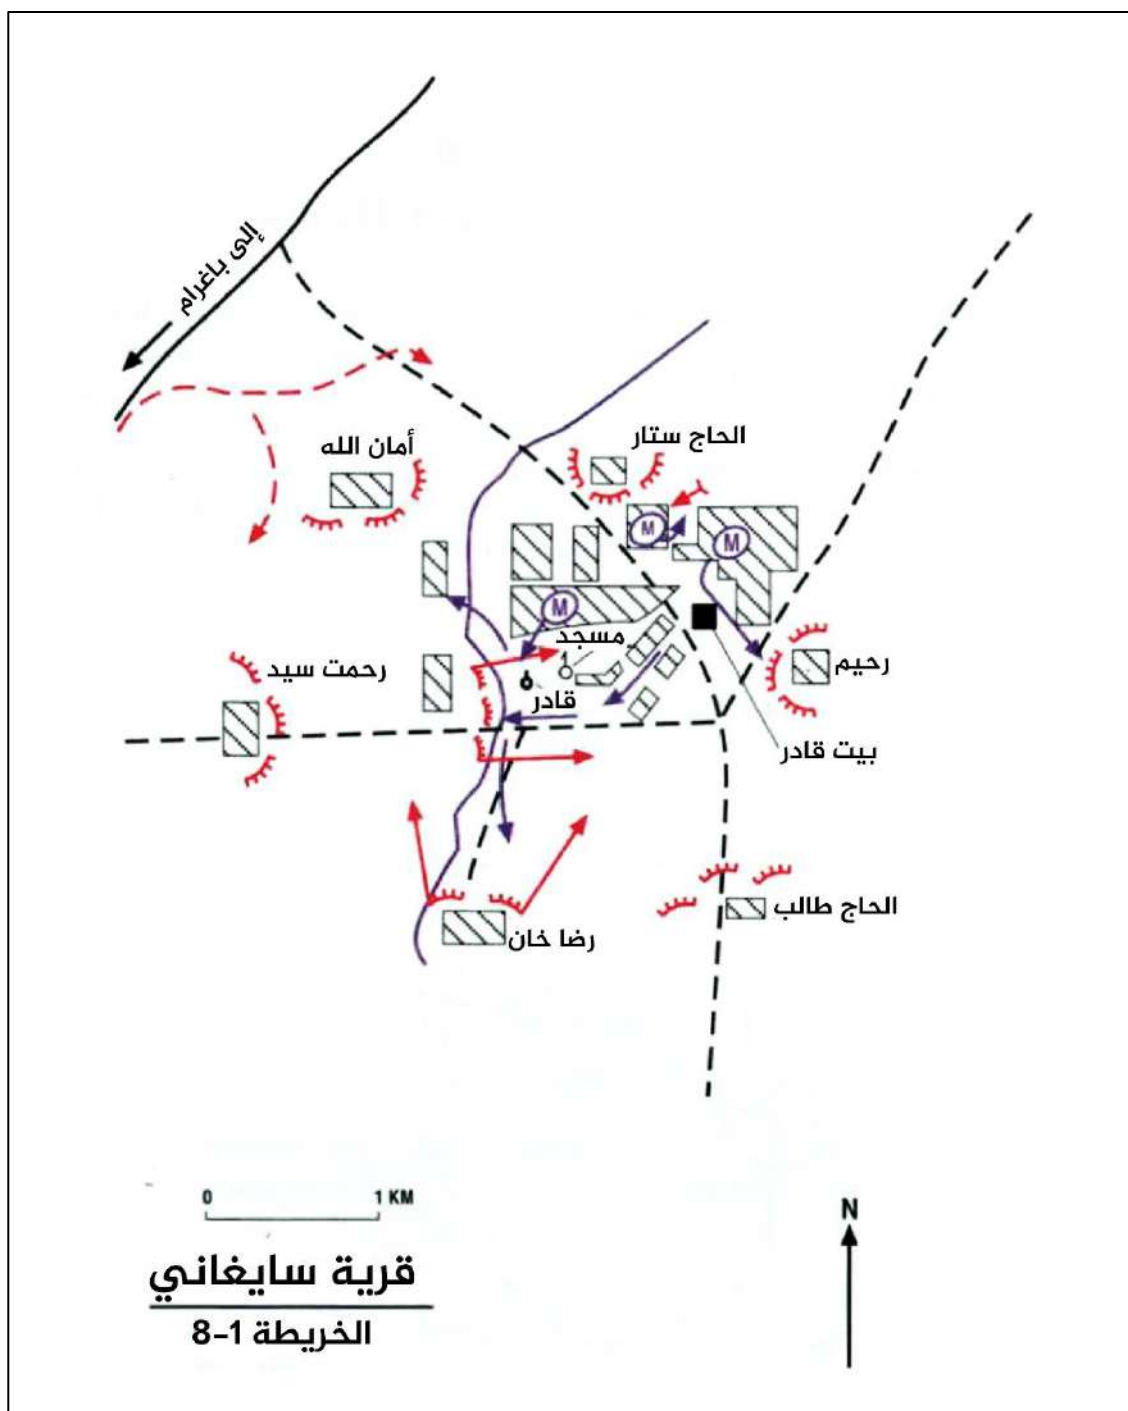 إلى باغرام
الحاج ستار
أمان الله
M
M
M
مسجد
رحمت سيد
رحيم
قادر
بيت قادر
الحاج طالب
رضا خان
0 1 KM
N
قرية سايغاني
الخريطة 1-8